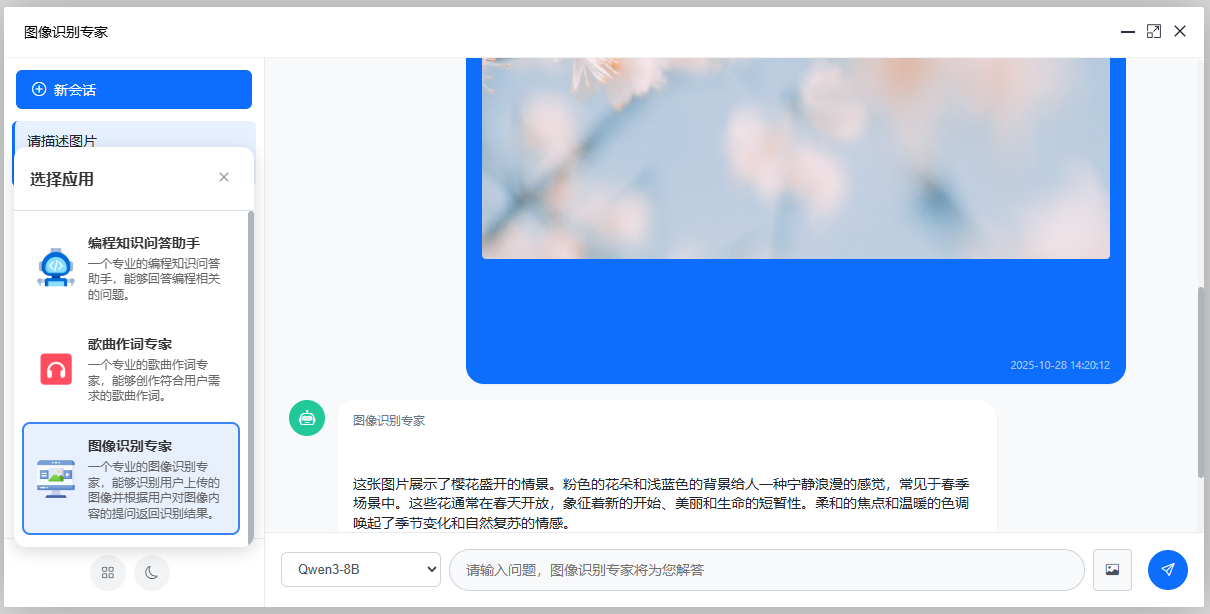 图像识别专家
新会话
请描述图片
选择应用
编程知识问答助手
一个专业的编程知识问答
助手，能够回答编程相关
的问题。
歌曲作词专家
一个专业的歌曲作词专
家，能够创作符合用户需
求的歌曲作词。
图像识别专家
一个专业的图像识别专
家，能够识别用户上传的
图像并根据用户对图像内
容的提问返回识别结果。
2025-10-28 14:20:12
图像识别专家
这张图片展示了樱花盛开的情景。粉色的花朵和浅蓝色的背景给人一种宁静浪漫的感觉，常见于春季
场景中。这些花通常在春天开放，象征着新的开始、美丽和生命的短暂性。柔和的焦点和温暖的色调
唤起了季节变化和自然复苏的情感。
Qwen3-8B
请输入问题，图像识别专家将为您解答